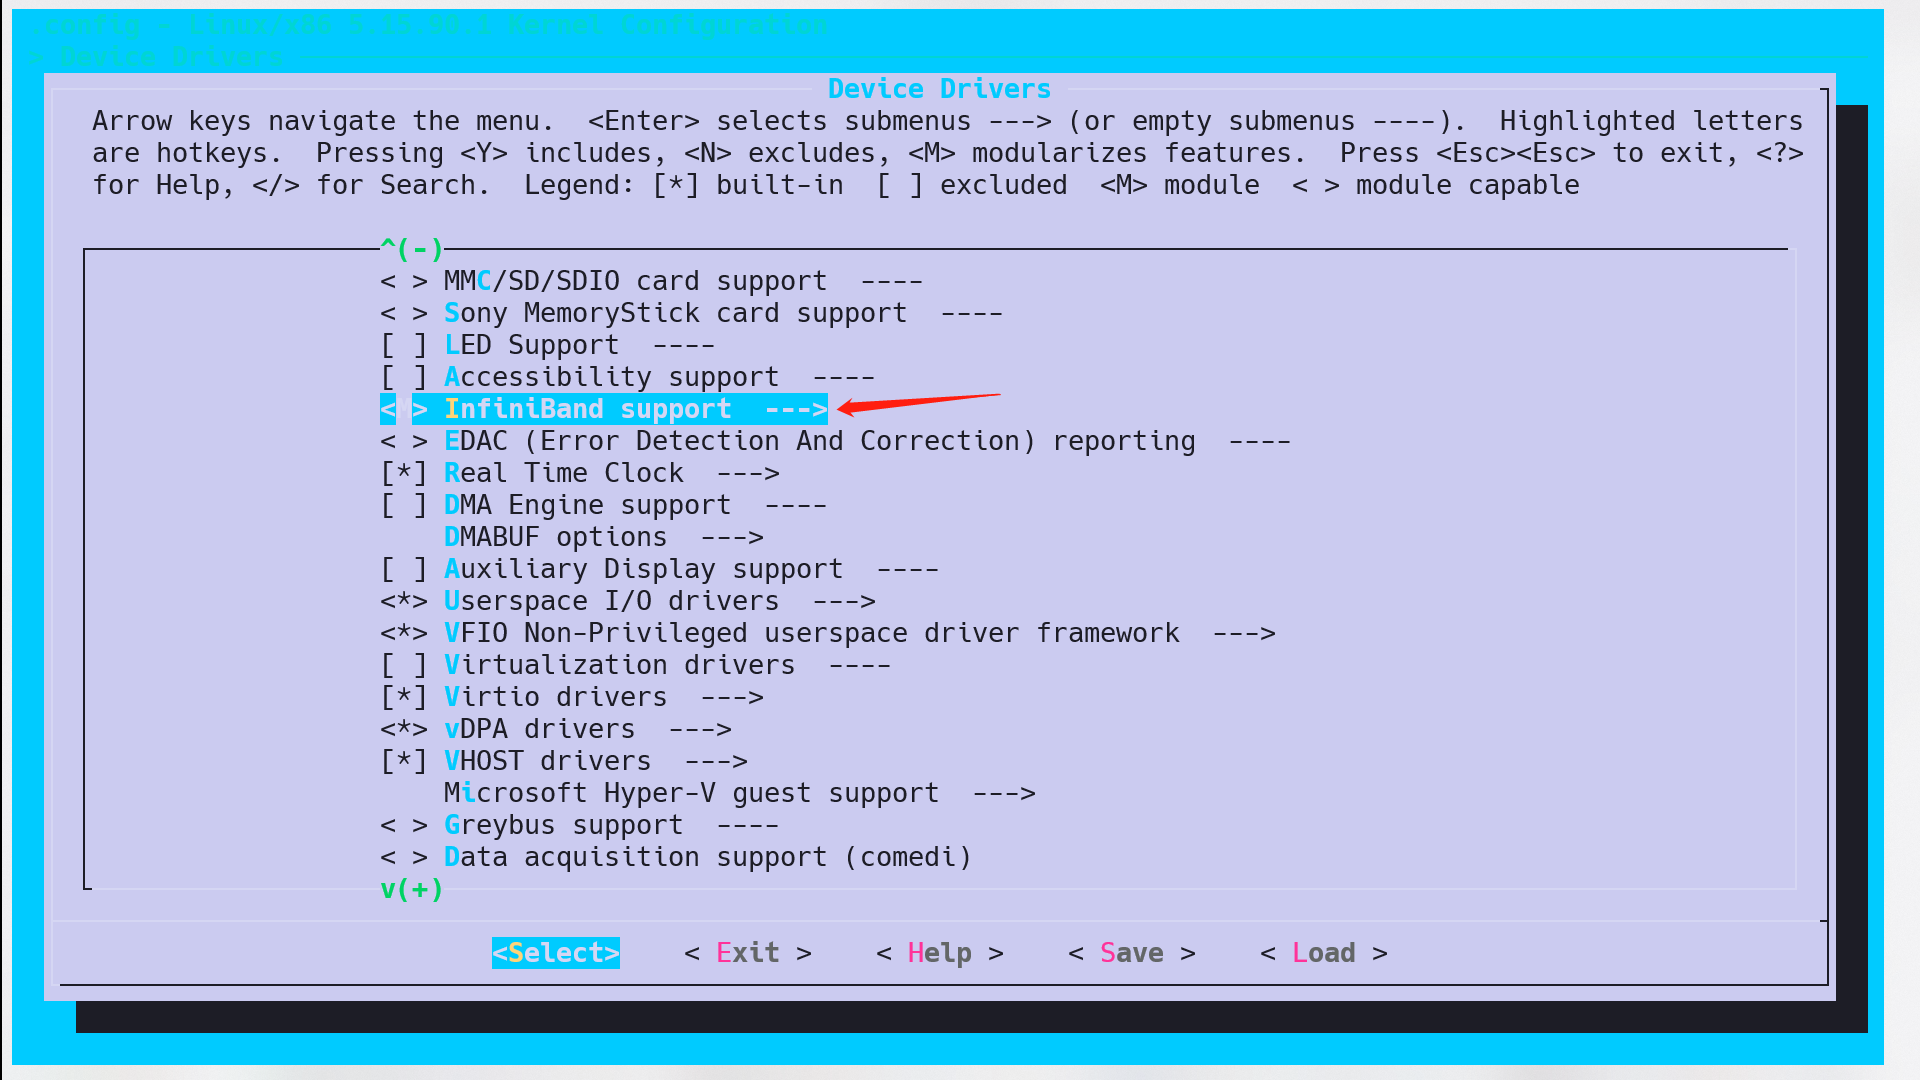 .config - Linux/x86 5.15.90.1 Kernel Configuration
> Device Drivers
Device Drivers
Arrow keys navigate the menu.  <Enter> selects submenus ---> (or empty submenus ----).  Highlighted letters
are hotkeys.  Pressing <Y> includes, <N> excludes, <M> modularizes features.  Press <Esc><Esc> to exit, <?>
for Help, </> for Search.  Legend: [*] built-in  [ ] excluded  <M> module  < > module capable
^(-)
< > MMC/SD/SDIO card support  ----
< > Sony MemoryStick card support  ----
[ ] LED Support  ----
[ ] Accessibility support  ----
<M> InfiniBand support  --->
< > EDAC (Error Detection And Correction) reporting  ----
[*] Real Time Clock  --->
[ ] DMA Engine support  ----
DMABUF options  --->
[ ] Auxiliary Display support  ----
<*> Userspace I/O drivers  --->
<*> VFIO Non-Privileged userspace driver framework  --->
[ ] Virtualization drivers  ----
[*] Virtio drivers  --->
<*> vDPA drivers  --->
[*] VHOST drivers  --->
Microsoft Hyper-V guest support  --->
< > Greybus support  ----
< > Data acquisition support (comedi)
v(+)
<Select>    < Exit >    < Help >    < Save >    < Load >